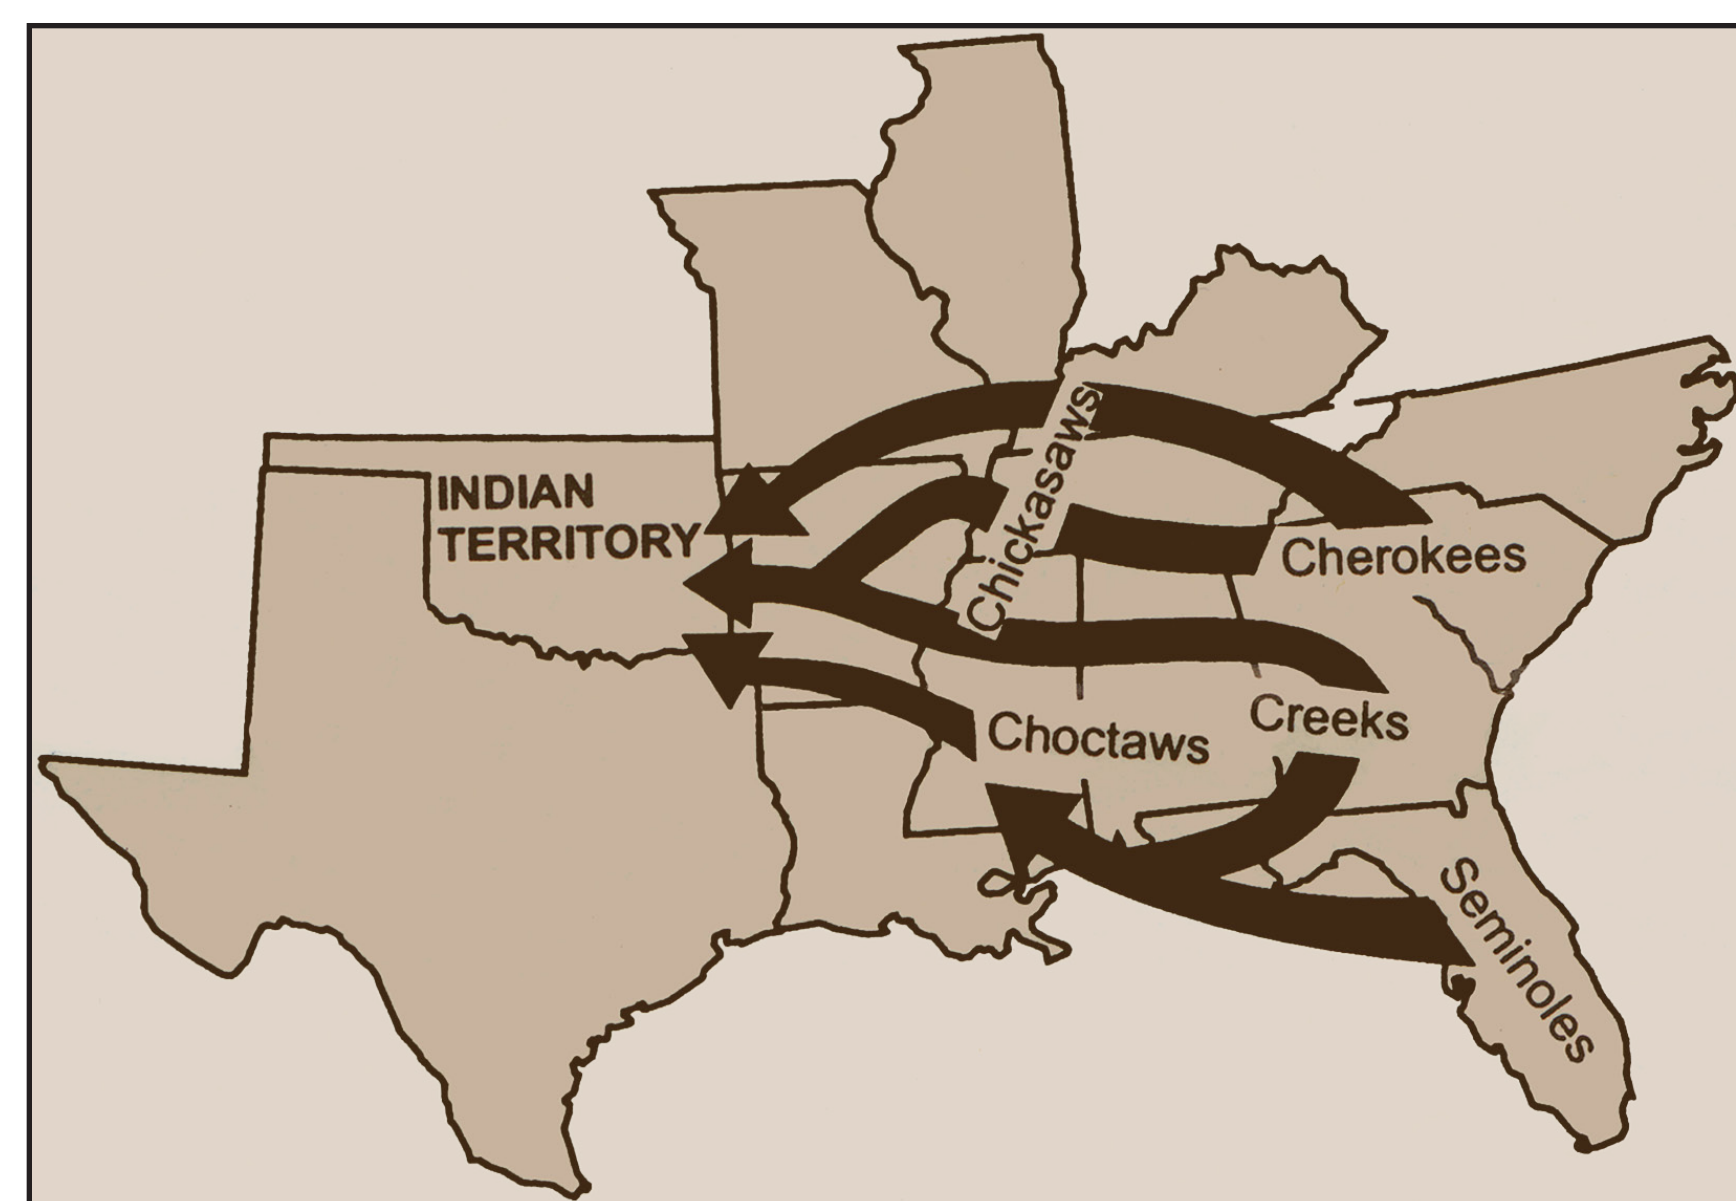 INDIAN
TERRITORY
Chickasaws
Cherokees
Creeks
Choctaws
Seminoles